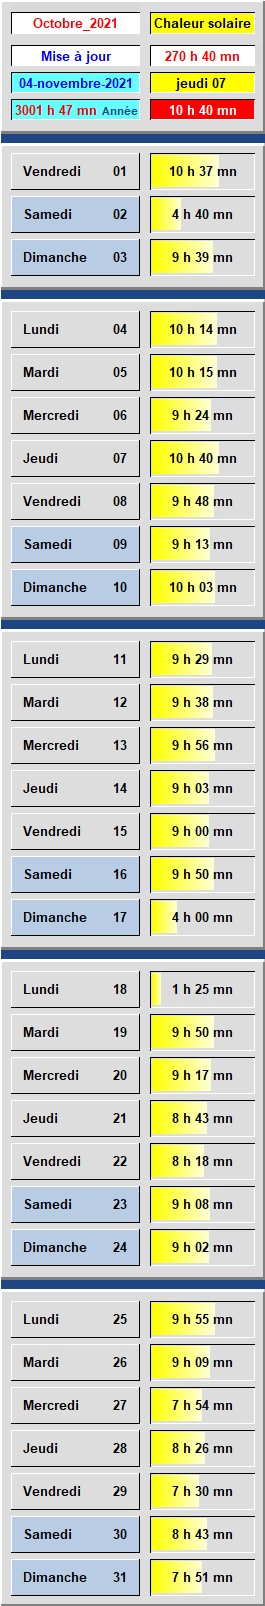 Octobre_2021 Chaleur solaire
Mise à jour 270 h 40 mn
04-novembre-2021 jeudi 07
3001 h 47 mn Année 10 h 40 mn
Vendredi 01 10 h 37 mn
Samedi 02 4 h 40 mn
Dimanche 03 9 h 39 mn
Lundi 04 10 h 14 mn
Mardi 05 10 h 15 mn
Mercredi 06 9 h 24 mn
Jeudi 07 10 h 40 mn
Vendredi 08 9 h 48 mn
Samedi 09 9 h 13 mn
Dimanche 10 10 h 03 mn
Lundi 11 9 h 29 mn
Mardi 12 9 h 38 mn
Mercredi 13 9 h 56 mn
Jeudi 14 9 h 03 mn
Vendredi 15 9 h 00 mn
Samedi 16 9 h 50 mn
Dimanche 17 4 h 00 mn
Lundi 18 1 h 25 mn
Mardi 19 9 h 50 mn
Mercredi 20 9 h 17 mn
Jeudi 21 8 h 43 mn
Vendredi 22 8 h 18 mn
Samedi 23 9 h 08 mn
Dimanche 24 9 h 02 mn
Lundi 25 9 h 55 mn
Mardi 26 9 h 09 mn
Mercredi 27 7 h 54 mn
Jeudi 28 8 h 26 mn
Vendredi 29 7 h 30 mn
Samedi 30 8 h 43 mn
Dimanche 31 7 h 51 mn